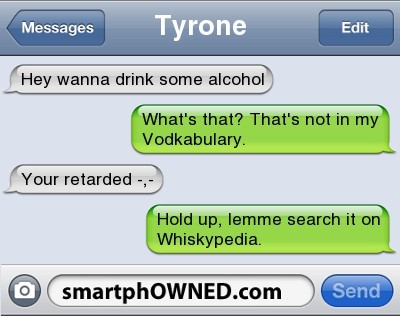 Messages Tyrone Edit
Hey wanna drink some alcohol
What's that? That's not in my
Vodkabulary.
Your retarded -,-
Hold up, lemme search it on
Whiskypedia.
smartphOWNED.com Send